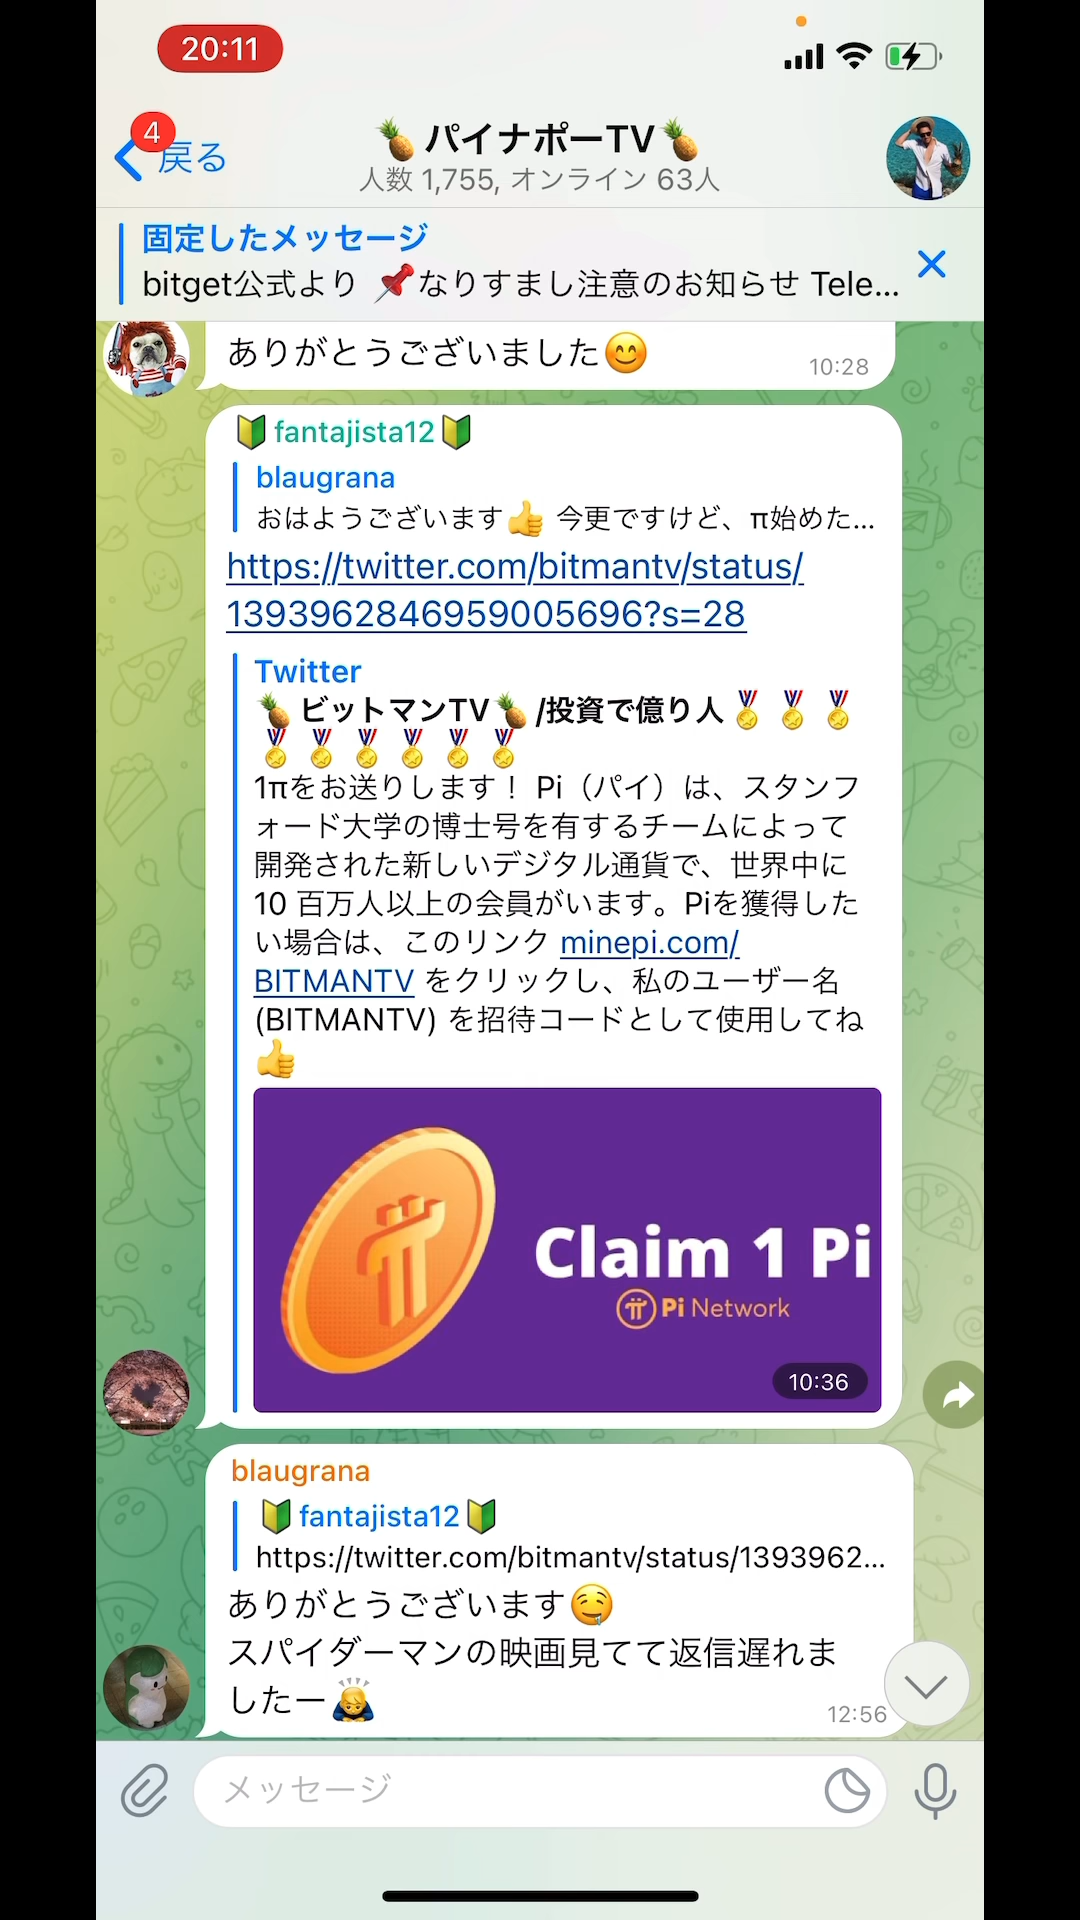 20:11
4
戻る
🍍パイナポーTV🍍
人数 1,755, オンライン 63人
固定したメッセージ
bitget公式より 📌なりすまし注意のお知らせ Tele...
ありがとうございました😊
10:28
🔰fantajista12🔰
blaugrana
おはようございます👍 今更ですけど、π始めた...
https://twitter.com/bitmantv/status/
1393962846959005696?s=28
Twitter
🍍ビットマンTV🍍/投資で億り人🏅🏅🏅
🏅🏅🏅🏅🏅🏅
1πをお送りします！ Pi（パイ）は、スタンフ
ォード大学の博士号を有するチームによって
開発された新しいデジタル通貨で、世界中に
10 百万人以上の会員がいます。Piを獲得した
い場合は、このリンク minepi.com/
BITMANTV をクリックし、私のユーザー名
(BITMANTV) を招待コードとして使用してね
👍
Claim 1 Pi
Pi Network
10:36
blaugrana
🔰fantajista12🔰
https://twitter.com/bitmantv/status/1393962...
ありがとうございます🤤
スパイダーマンの映画見てて返信遅れま
したー🙇
12:56
メッセージ